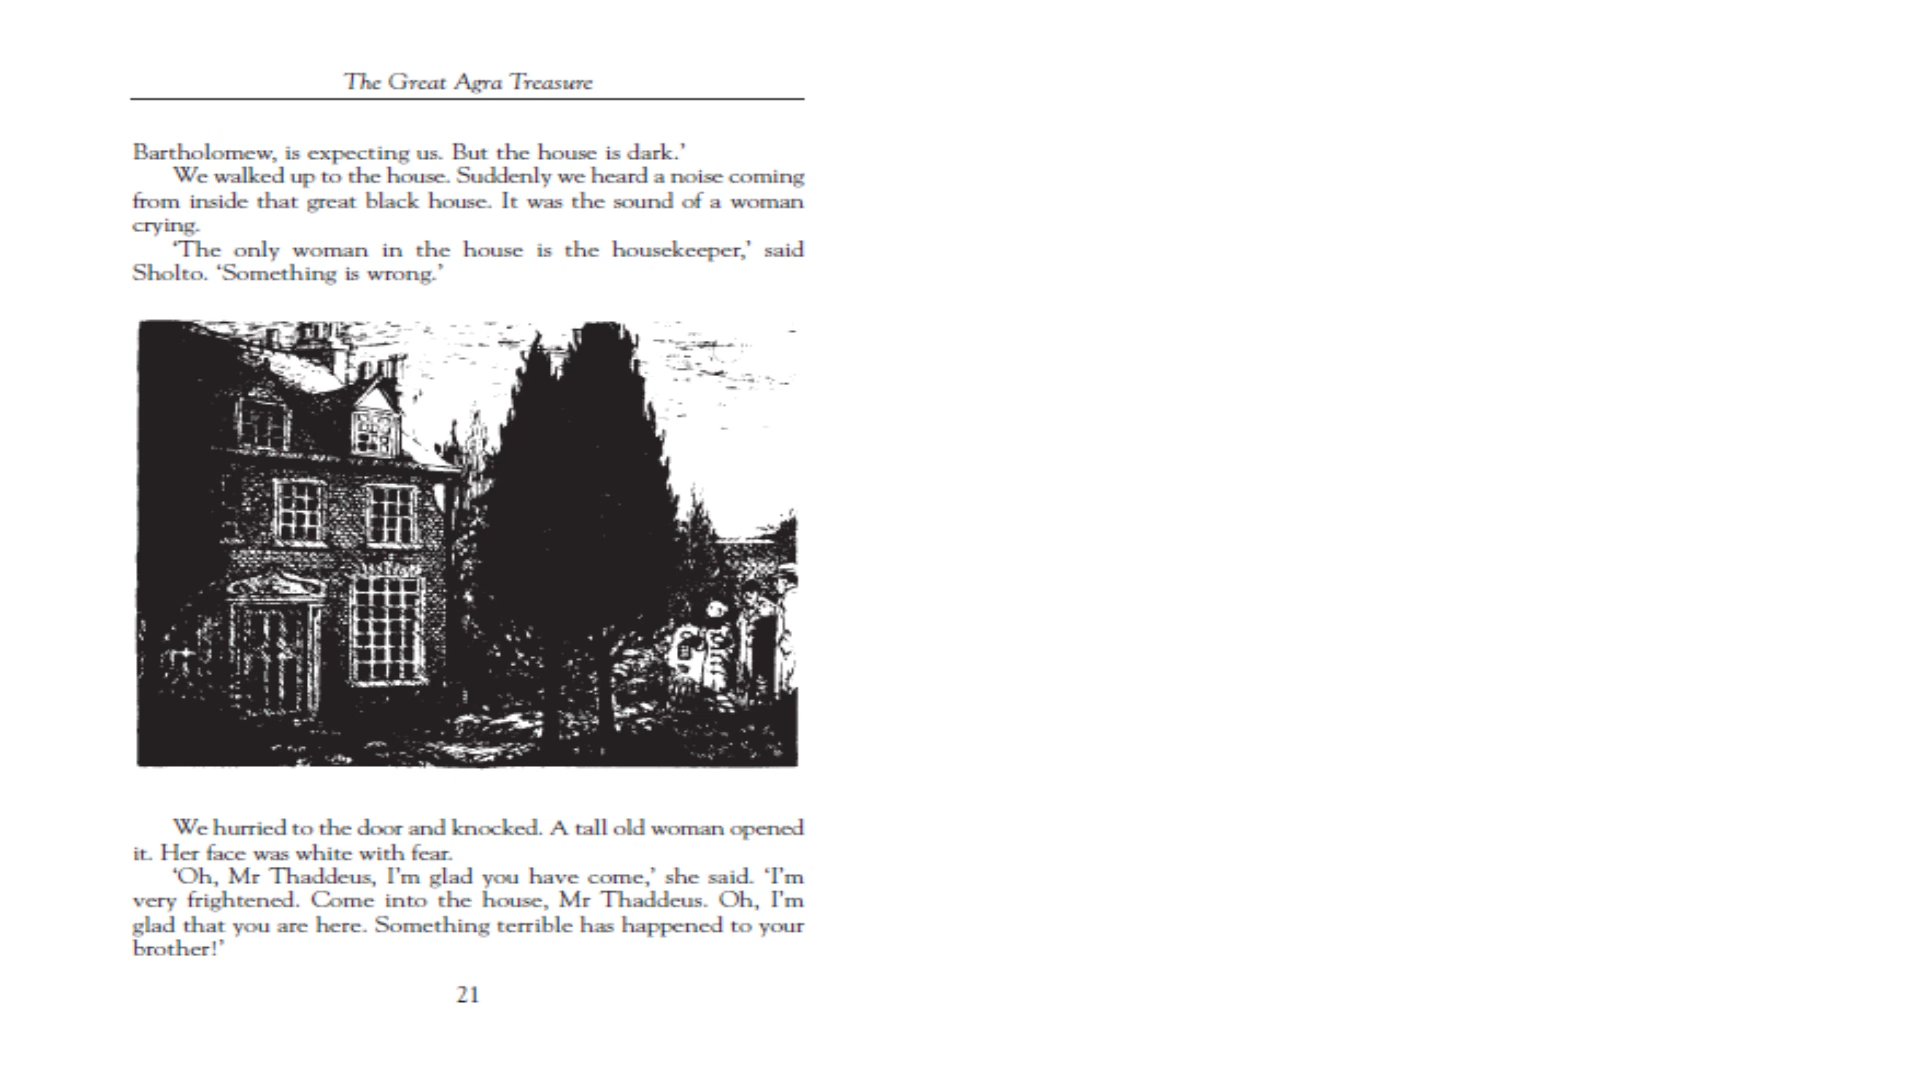 The Great Agra Treasure
Bartholomew, is expecting us. But the house is dark.’
We walked up to the house. Suddenly we heard a noise coming
from inside that great black house. It was the sound of a woman
crying.
‘The only woman in the house is the housekeeper,’ said
Sholto. ‘Something is wrong.’
We hurried to the door and knocked. A tall old woman opened
it. Her face was white with fear.
‘Oh, Mr Thaddeus, I’m glad you have come,’ she said. ‘I’m
very frightened. Come into the house, Mr Thaddeus. Oh, I’m
glad that you are here. Something terrible has happened to your
brother!’
21